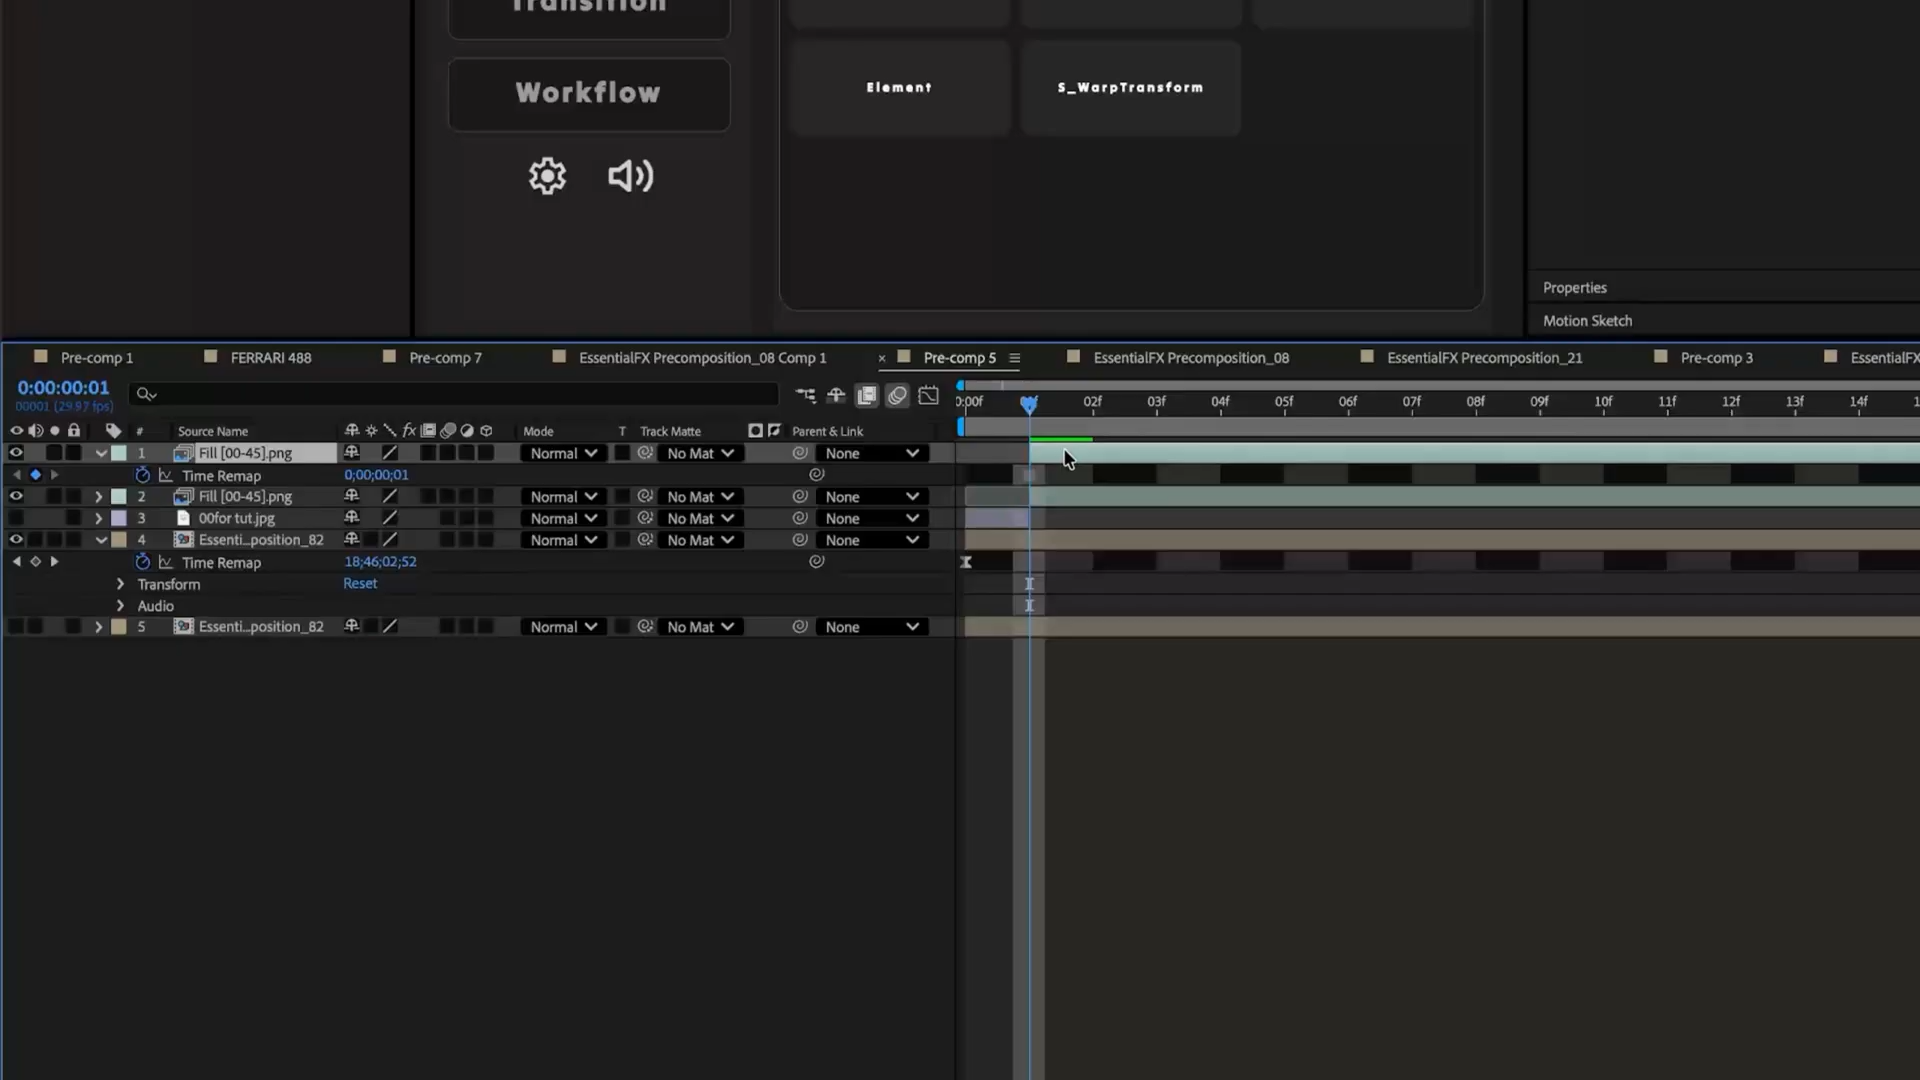 Transition
Workflow
Element
S_WarpTransform
Properties
Motion Sketch
Pre-comp 1
FERRARI 488
Pre-comp 7
EssentialFX Precomposition_08 Comp 1
× Pre-comp 5
EssentialFX Precomposition_08
EssentialFX Precomposition_21
Pre-comp 3
EssentialFX
0:00:00:01
00001 (29.97 fps)
0:00f 02f 03f 04f 05f 06f 07f 08f 09f 10f 11f 12f 13f 14f
# Source Name fx Mode T Track Matte Parent & Link
1 Fill [00-45].png Normal No Mat None
Time Remap 0;00;00;01
2 Fill [00-45].png Normal No Mat None
3 00for tut.jpg Normal No Mat None
4 Essenti...position_82 Normal No Mat None
Time Remap 18;46;02;52
Transform Reset
Audio
5 Essenti...position_82 Normal No Mat None